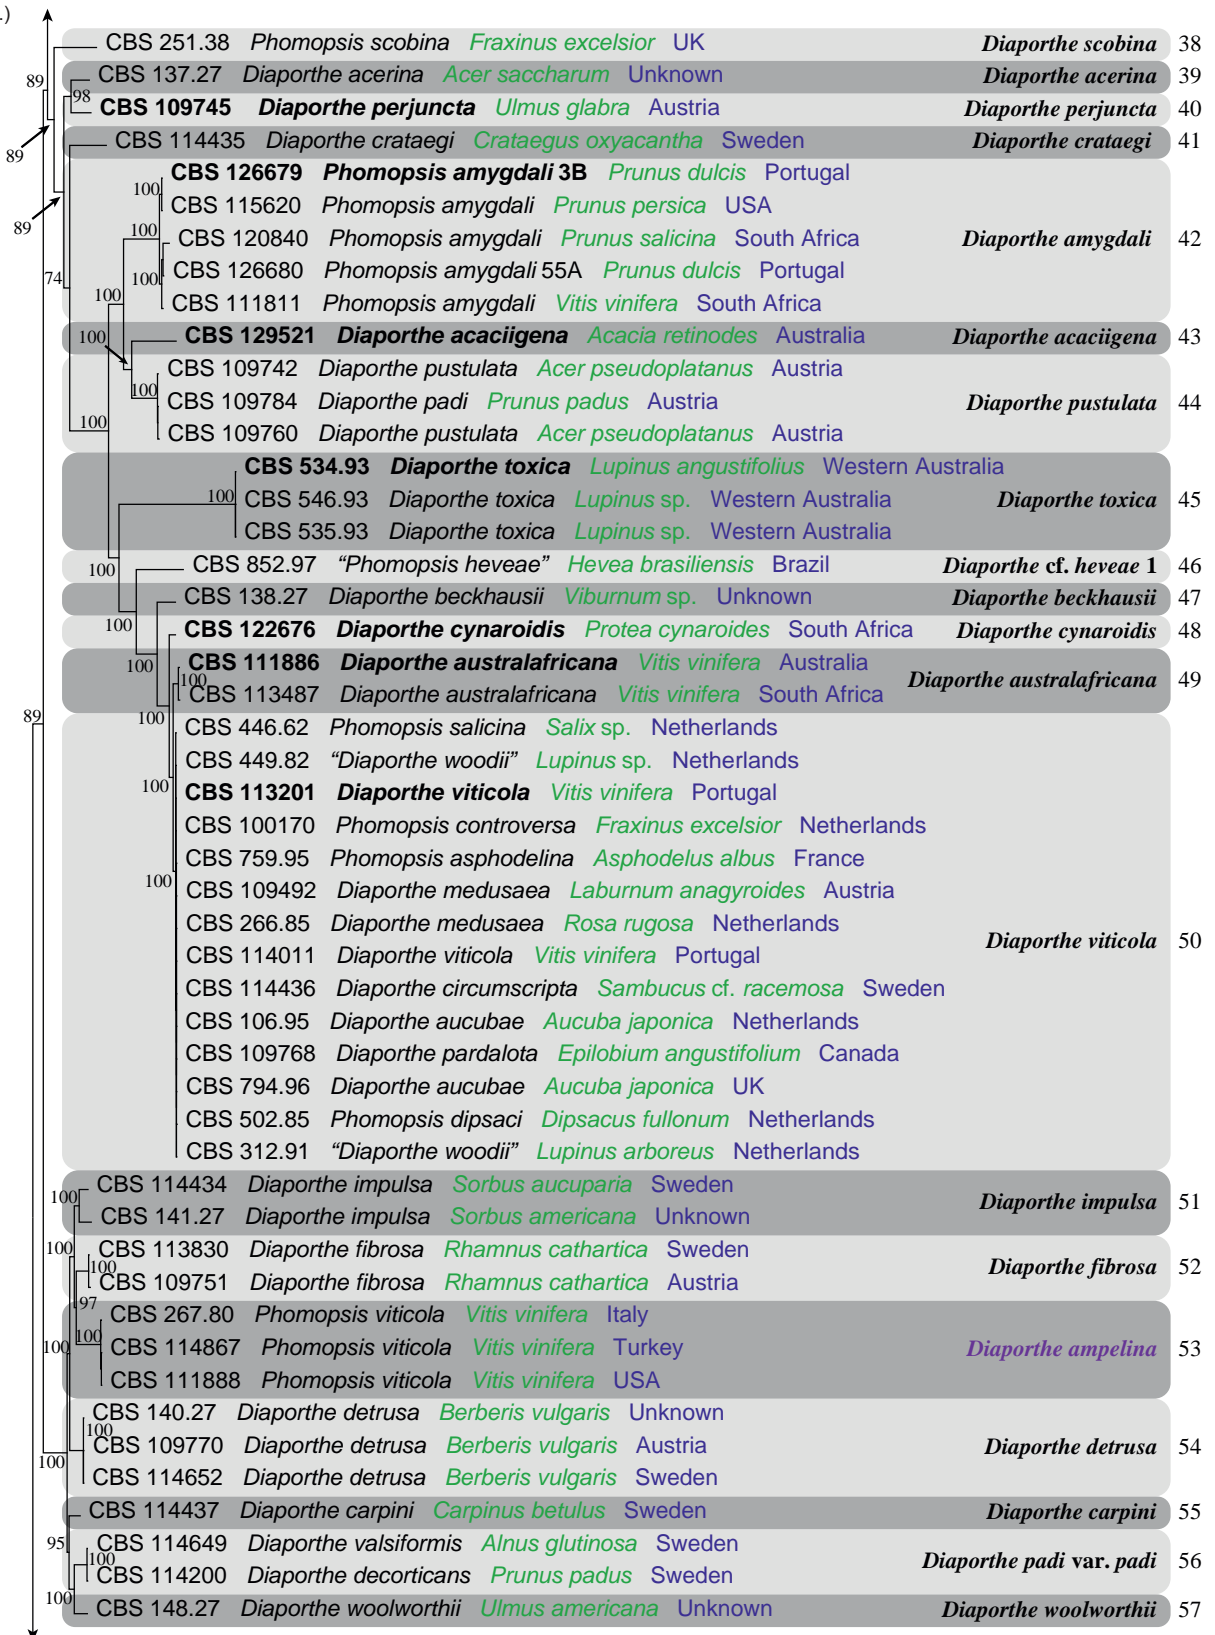 .)
CBS 251.38 Phomopsis scobina Fraxinus excelsior UK Diaporthe scobina 38
89 CBS 137.27 Diaporthe acerina Acer saccharum Unknown Diaporthe acerina 39
98 CBS 109745 Diaporthe perjuncta Ulmus glabra Austria Diaporthe perjuncta 40
89 CBS 114435 Diaporthe crataegi Crataegus oxyacantha Sweden Diaporthe crataegi 41
CBS 126679 Phomopsis amygdali 3B Prunus dulcis Portugal
100 CBS 115620 Phomopsis amygdali Prunus persica USA
89 100 CBS 120840 Phomopsis amygdali Prunus salicina South Africa Diaporthe amygdali 42
74 100 CBS 126680 Phomopsis amygdali 55A Prunus dulcis Portugal
100 CBS 111811 Phomopsis amygdali Vitis vinifera South Africa
100 CBS 129521 Diaporthe acaciigena Acacia retinodes Australia Diaporthe acaciigena 43
CBS 109742 Diaporthe pustulata Acer pseudoplatanus Austria
100 CBS 109784 Diaporthe padi Prunus padus Austria Diaporthe pustulata 44
100 CBS 109760 Diaporthe pustulata Acer pseudoplatanus Austria
CBS 534.93 Diaporthe toxica Lupinus angustifolius Western Australia
100 CBS 546.93 Diaporthe toxica Lupinus sp. Western Australia Diaporthe toxica 45
CBS 535.93 Diaporthe toxica Lupinus sp. Western Australia
100 CBS 852.97 “Phomopsis heveae” Hevea brasiliensis Brazil Diaporthe cf. heveae 1 46
CBS 138.27 Diaporthe beckhausii Viburnum sp. Unknown Diaporthe beckhausii 47
100 CBS 122676 Diaporthe cynaroidis Protea cynaroides South Africa Diaporthe cynaroidis 48
100 CBS 111886 Diaporthe australafricana Vitis vinifera Australia
100 CBS 113487 Diaporthe australafricana Vitis vinifera South Africa Diaporthe australafricana 49
89 100 CBS 446.62 Phomopsis salicina Salix sp. Netherlands
CBS 449.82 “Diaporthe woodii” Lupinus sp. Netherlands
100 CBS 113201 Diaporthe viticola Vitis vinifera Portugal
CBS 100170 Phomopsis controversa Fraxinus excelsior Netherlands
CBS 759.95 Phomopsis asphodelina Asphodelus albus France
100 CBS 109492 Diaporthe medusaea Laburnum anagyroides Austria
CBS 266.85 Diaporthe medusaea Rosa rugosa Netherlands
CBS 114011 Diaporthe viticola Vitis vinifera Portugal Diaporthe viticola 50
CBS 114436 Diaporthe circumscripta Sambucus cf. racemosa Sweden
CBS 106.95 Diaporthe aucubae Aucuba japonica Netherlands
CBS 109768 Diaporthe pardalota Epilobium angustifolium Canada
CBS 794.96 Diaporthe aucubae Aucuba japonica UK
CBS 502.85 Phomopsis dipsaci Dipsacus fullonum Netherlands
CBS 312.91 “Diaporthe woodii” Lupinus arboreus Netherlands
100 CBS 114434 Diaporthe impulsa Sorbus aucuparia Sweden
CBS 141.27 Diaporthe impulsa Sorbus americana Unknown Diaporthe impulsa 51
100 CBS 113830 Diaporthe fibrosa Rhamnus cathartica Sweden
100 CBS 109751 Diaporthe fibrosa Rhamnus cathartica Austria Diaporthe fibrosa 52
97 CBS 267.80 Phomopsis viticola Vitis vinifera Italy
100 100 CBS 114867 Phomopsis viticola Vitis vinifera Turkey Diaporthe ampelina 53
CBS 111888 Phomopsis viticola Vitis vinifera USA
CBS 140.27 Diaporthe detrusa Berberis vulgaris Unknown
100 CBS 109770 Diaporthe detrusa Berberis vulgaris Austria Diaporthe detrusa 54
100 CBS 114652 Diaporthe detrusa Berberis vulgaris Sweden
CBS 114437 Diaporthe carpini Carpinus betulus Sweden Diaporthe carpini 55
95 CBS 114649 Diaporthe valsiformis Alnus glutinosa Sweden
100 CBS 114200 Diaporthe decorticans Prunus padus Sweden Diaporthe padi var. padi 56
100 CBS 148.27 Diaporthe woolworthii Ulmus americana Unknown Diaporthe woolworthii 57